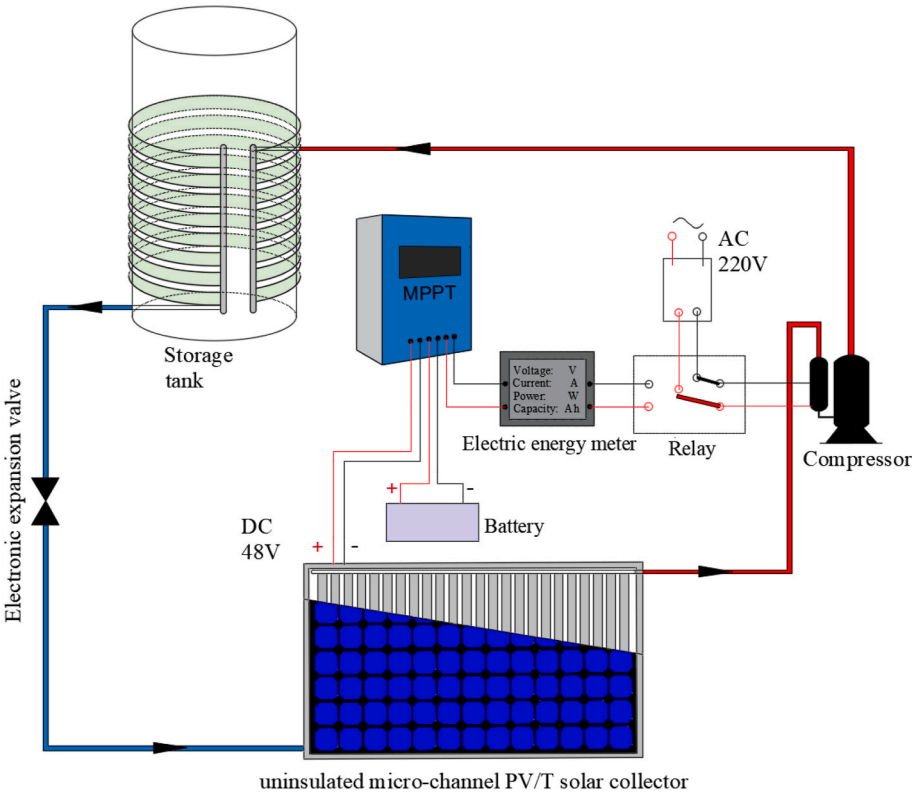 Storage
tank
MPPT
AC
220V
Voltage: V
Current: A
Power: W
Capacity: Ah
Electric energy meter
Relay
Compressor
Electronic expansion valve
+ -
Battery
DC
48V
+ -
uninsulated micro-channel PV/T solar collector